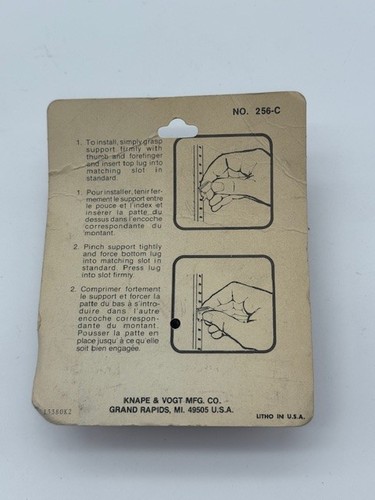 NO. 256-C
1. To install, simply grasp
support firmly with
thumb and forefinger
and insert top lug into
matching slot in
standard.
1. Pour installer, tenir fer-
mement le support entre
le pouce et l'index et
insérer la patte du
dessus dans l'encoche
correspondante du
montant.
2. Pinch support tightly
and force bottom lug
into matching slot in
standard. Press lug
into slot firmly.
2. Comprimer fortement
le support et forcer la
patte du bas à s'intro-
duire dans l'autre
encoche correspon-
dante du montant.
Pousser la patte en
place jusqu'à ce qu'elle
soit bien engagée.
KNAPE & VOGT MFG. CO.
GRAND RAPIDS, MI. 49505 U.S.A.
LITHO IN U.S.A.